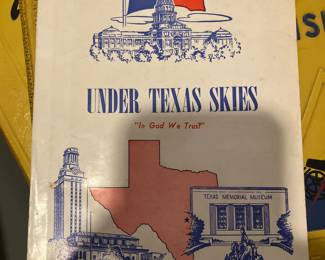 UNDER TEXAS SKIES
"In God We Trust"
TEXAS MEMORIAL MUSEUM